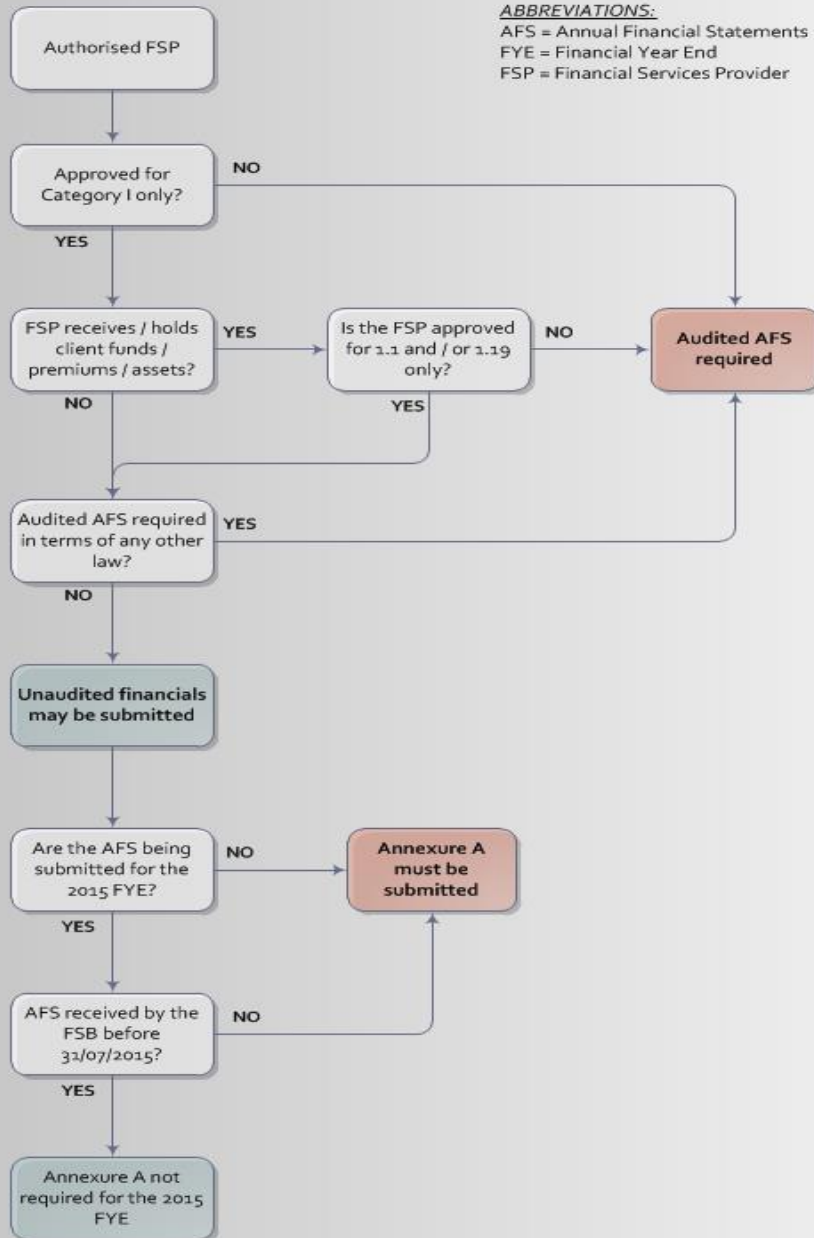 ABBREVIATIONS:
AFS = Annual Financial Statements
FYE = Financial Year End
FSP = Financial Services Provider
Authorised FSP
Approved for
Category I only?
NO
YES
FSP receives / holds
client funds /
premiums / assets?
YES
Is the FSP approved
for 1.1 and / or 1.19
only?
NO
Audited AFS
required
NO
YES
Audited AFS required
in terms of any other
law?
YES
NO
Unaudited financials
may be submitted
Are the AFS being
submitted for the
2015 FYE?
NO
Annexure A
must be
submitted
YES
AFS received by the
FSB before
31/07/2015?
NO
YES
Annexure A not
required for the 2015
FYE